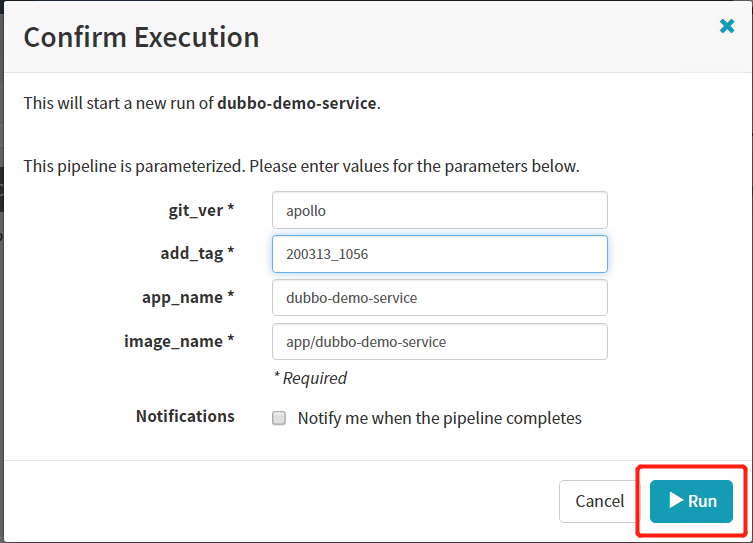 Confirm Execution
This will start a new run of dubbo-demo-service.
This pipeline is parameterized. Please enter values for the parameters below.
git_ver * apollo
add_tag * 200313_1056
app_name * dubbo-demo-service
image_name * app/dubbo-demo-service
* Required
Notifications Notify me when the pipeline completes
Cancel Run